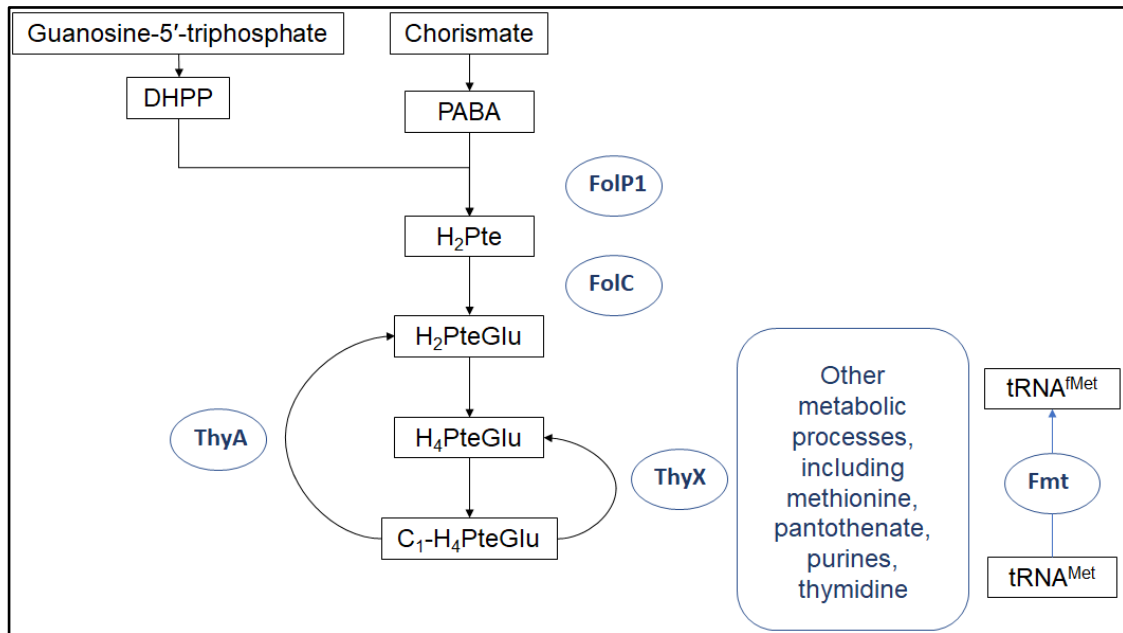 Guanosine-5′-triphosphate
Chorismate
DHPP
PABA
FolP1
H₂Pte
FolC
H₂PteGlu
ThyA
H₄PteGlu
ThyX
C₁-H₄PteGlu
Other
metabolic
processes,
including
methionine,
pantothenate,
purines,
thymidine
tRNAfMet
Fmt
tRNAMet